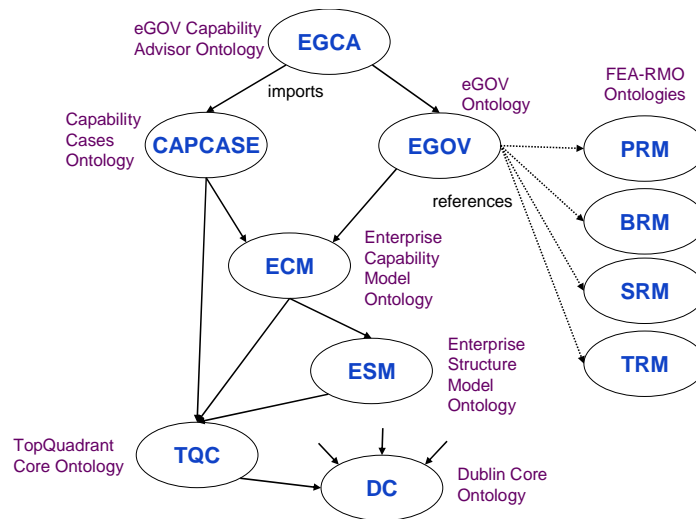 eGOV Capability
Advisor Ontology
EGCA
imports
eGOV
Ontology
FEA-RMO
Ontologies
Capability
Cases
Ontology
CAPCASE
EGOV
PRM
references
BRM
Enterprise
Capability
Model
Ontology
ECM
SRM
Enterprise
Structure
Model
Ontology
ESM
TRM
TopQuadrant
Core Ontology
TQC
DC
Dublin Core
Ontology